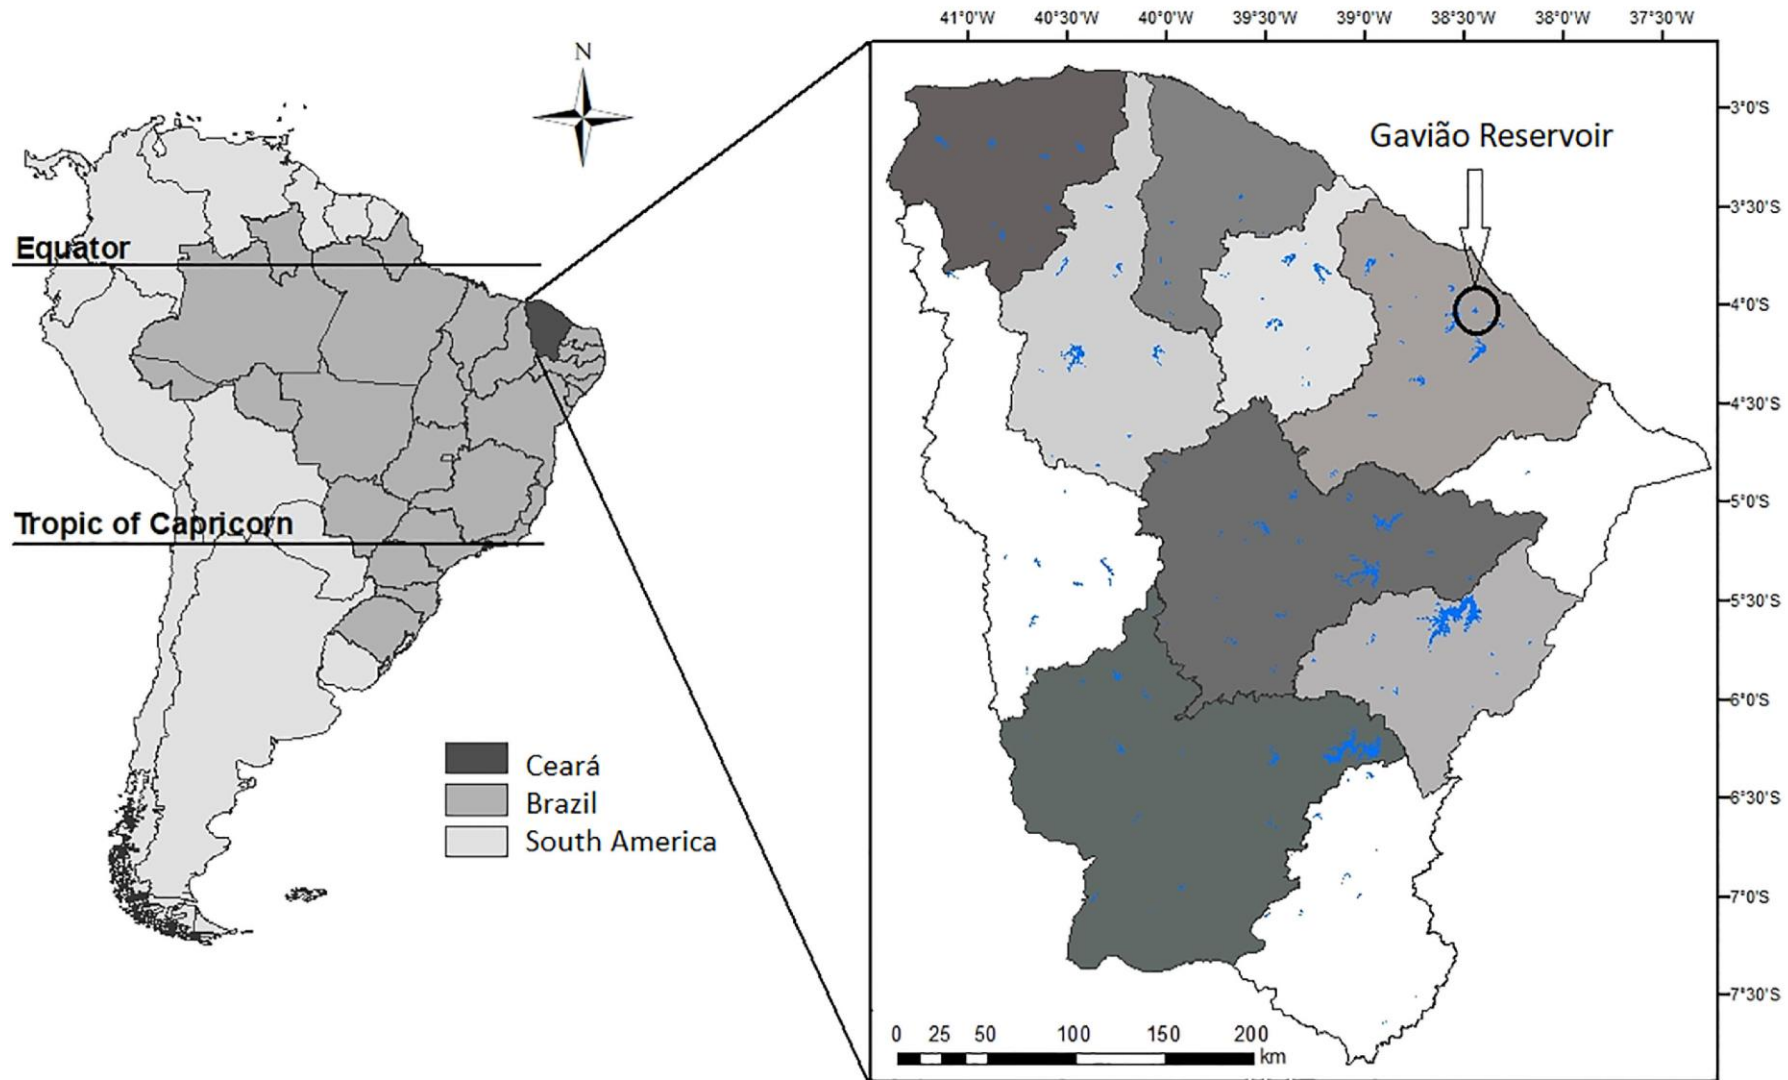 41°0'W 40°30'W 40°0'W 39°30'W 39°0'W 38°30'W 38°0'W 37°30'W
N
3°0'S
Gavião Reservoir
3°30'S
Equator
4°0'S
4°30'S
5°0'S
Tropic of Capricorn
5°30'S
6°0'S
Ceará
Brazil
6°30'S
South America
7°0'S
7°30'S
0 25 50 100 150 200
km